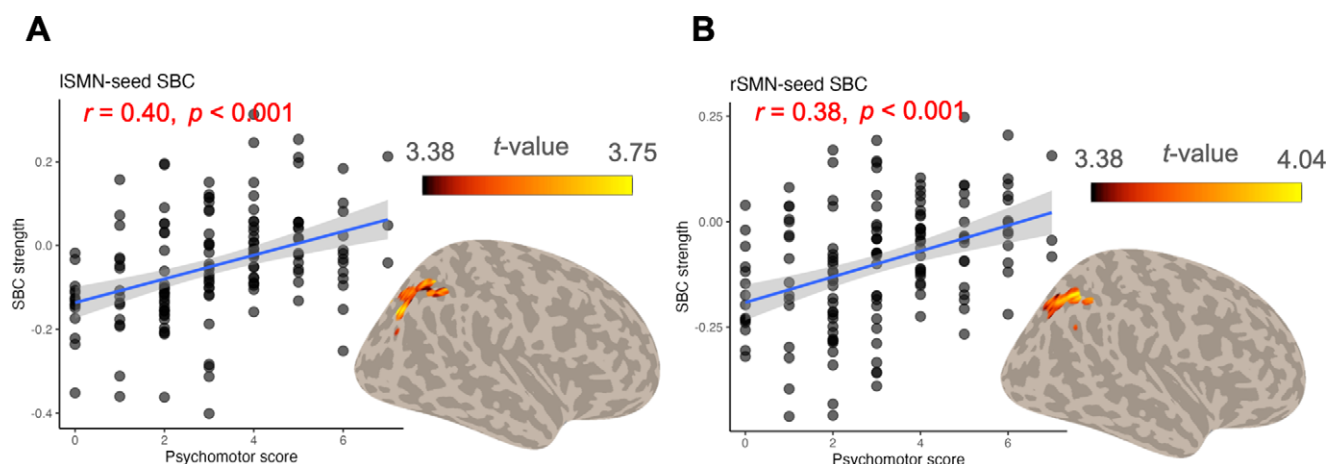 A
lSMN-seed SBC
r = 0.40, p < 0.001
3.38 t-value 3.75
0.2
0.0
-0.2
-0.4
SBC strength
0 2 4 6
Psychomotor score
B
rSMN-seed SBC
r = 0.38, p < 0.001
3.38 t-value 4.04
0.25
0.00
-0.25
SBC strength
0 2 4 6
Psychomotor score